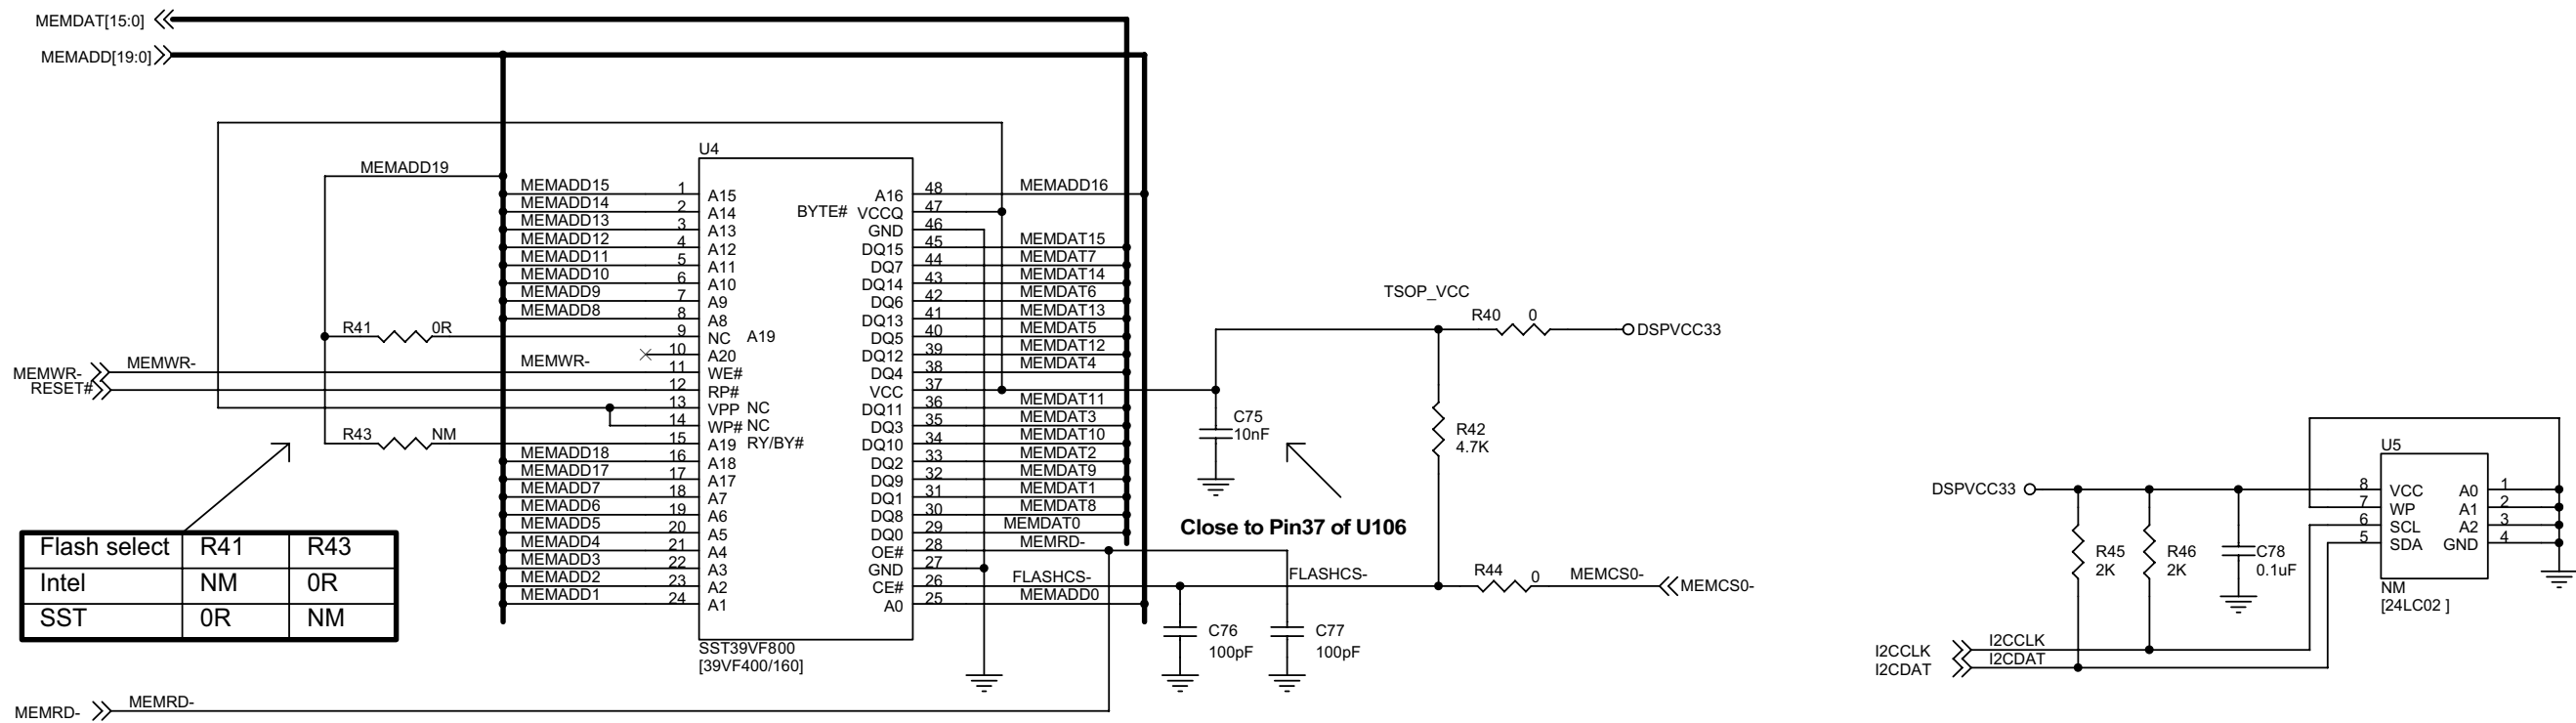 MEMDAT[15:0]
MEMADD[19:0]
U4
MEMADD19
MEMADD15 1 A15
MEMADD14 2 A14
MEMADD13 3 A13
MEMADD12 4 A12
MEMADD11 5 A11
MEMADD10 6 A10
MEMADD9 7 A9
MEMADD8 8 A8
R41 0R 9 NC A19
10 A20
MEMWR- MEMWR- MEMWR- 11 WE#
RESET# 12 RP#
13 VPP NC
14 WP# NC
R43 NM 15 A19 RY/BY#
MEMADD18 16 A18
MEMADD17 17 A17
MEMADD7 18 A7
MEMADD6 19 A6
MEMADD5 20 A5
MEMADD4 21 A4
MEMADD3 22 A3
MEMADD2 23 A2
MEMADD1 24 A1
A16 48 MEMADD16
BYTE# VCCQ 47
GND 46
DQ15 45 MEMDAT15
DQ7 44 MEMDAT7
DQ14 43 MEMDAT14
DQ6 42 MEMDAT6
DQ13 41 MEMDAT13
DQ5 40 MEMDAT5
DQ12 39 MEMDAT12
DQ4 38 MEMDAT4
VCC 37
DQ11 36 MEMDAT11
DQ3 35 MEMDAT3
DQ10 34 MEMDAT10
DQ2 33 MEMDAT2
DQ9 32 MEMDAT9
DQ1 31 MEMDAT1
DQ8 30 MEMDAT8
DQ0 29 MEMDAT0
OE# 28 MEMRD-
GND 27
CE# 26 FLASHCS- FLASHCS-
A0 25 MEMADD0
SST39VF800
[39VF400/160]
Flash select R41 R43
Intel NM 0R
SST 0R NM
MEMRD- MEMRD-
TSOP_VCC
R40 0 DSPVCC33
C75
10nF
R42
4.7K
Close to Pin37 of U106
R44 0 MEMCS0- MEMCS0-
C76
100pF
C77
100pF
U5
DSPVCC33
8 VCC A0 1
7 WP A1 2
6 SCL A2 3
5 SDA GND 4
R45
2K
R46
2K
C78
0.1uF
NM
[24LC02 ]
I2CCLK I2CCLK
I2CDAT I2CDAT